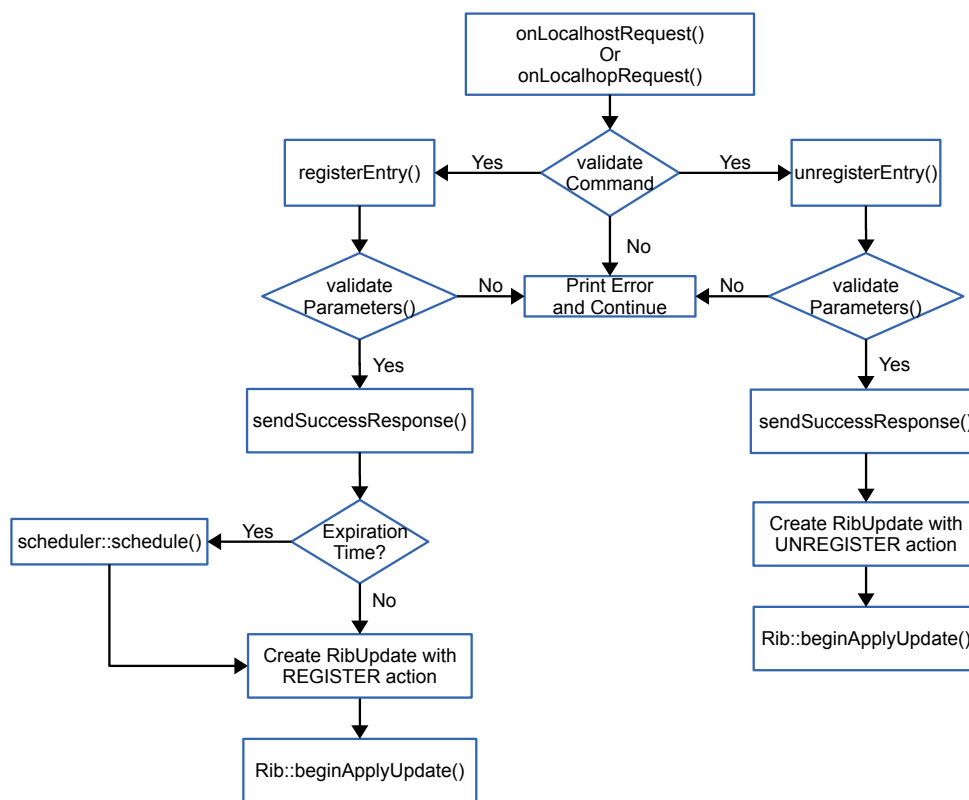 onLocalhostRequest()
Or
onLocalhopRequest()
registerEntry()
Yes
validate
Command
Yes
unregisterEntry()
No
validate
Parameters()
No
Print Error
and Continue
No
validate
Parameters()
Yes
Yes
sendSuccessResponse()
sendSuccessResponse()
scheduler::schedule()
Yes
Expiration
Time?
Create RibUpdate with
UNREGISTER action
No
Create RibUpdate with
REGISTER action
Rib::beginApplyUpdate()
Rib::beginApplyUpdate()